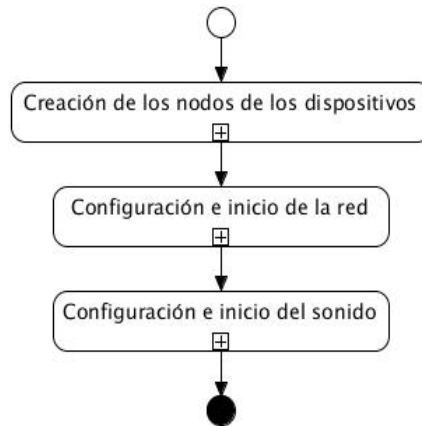 Creación de los nodos de los dispositivos
Configuración e inicio de la red
Configuración e inicio del sonido